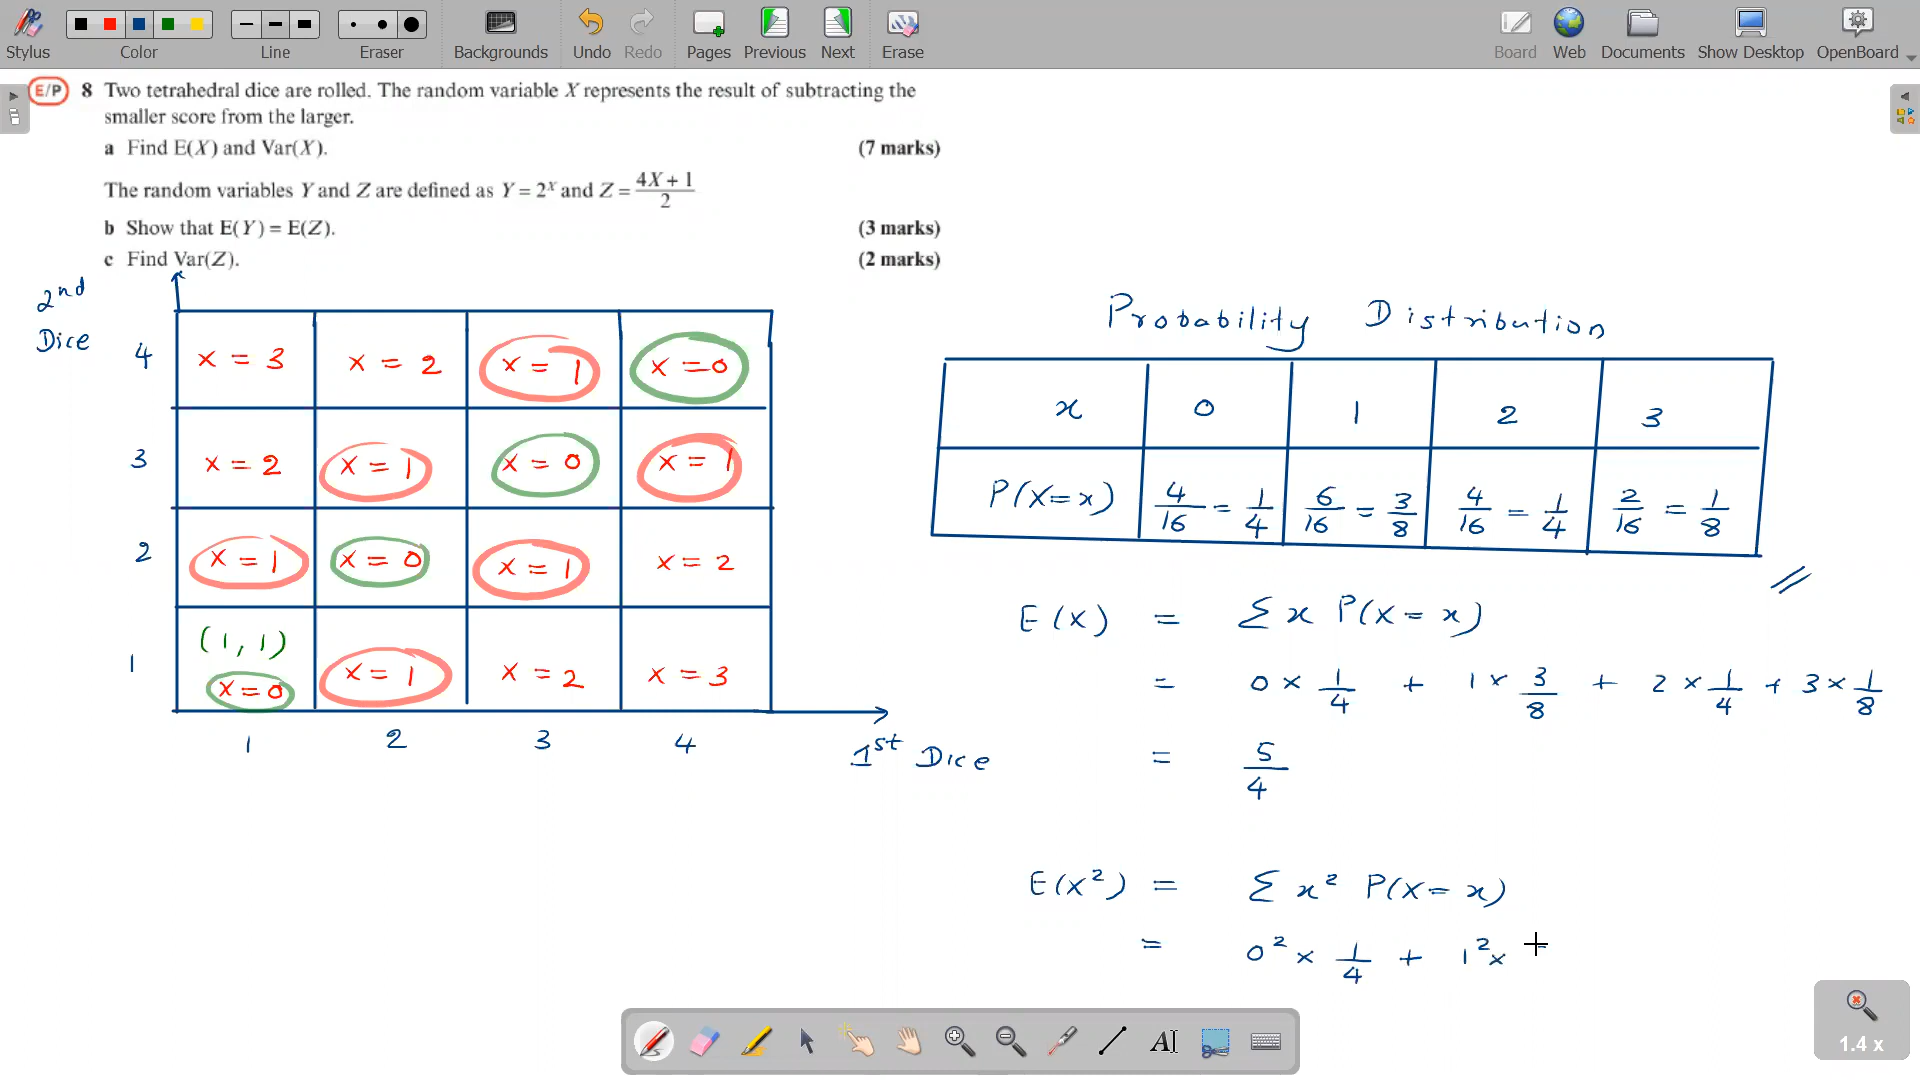 Stylus Color Line Eraser Backgrounds Undo Redo Pages Previous Next Erase Board Web Documents Show Desktop OpenBoard
E/P 8 Two tetrahedral dice are rolled. The random variable X represents the result of subtracting the
smaller score from the larger.
a Find E(X) and Var(X). (7 marks)
The random variables Y and Z are defined as Y = 2^X and Z = (4X + 1)/2
b Show that E(Y) = E(Z). (3 marks)
c Find Var(Z). (2 marks)
2nd
Dice
4 x = 3 x = 2 x = 1 x = 0
3 x = 2 x = 1 x = 0 x = 1
2 x = 1 x = 0 x = 1 x = 2
(1, 1)
1 x = 0 x = 1 x = 2 x = 3
1 2 3 4
1st Dice
Probability Distribution
x 0 1 2 3
P(X = x) 4/16 = 1/4 6/16 = 3/8 4/16 = 1/4 2/16 = 1/8
E(X) = Σ x P(X = x)
= 0 × 1/4 + 1 × 3/8 + 2 × 1/4 + 3 × 1/8
= 5/4
E(X²) = Σ x² P(X = x)
= 0² × 1/4 + 1² ×
1.4 x